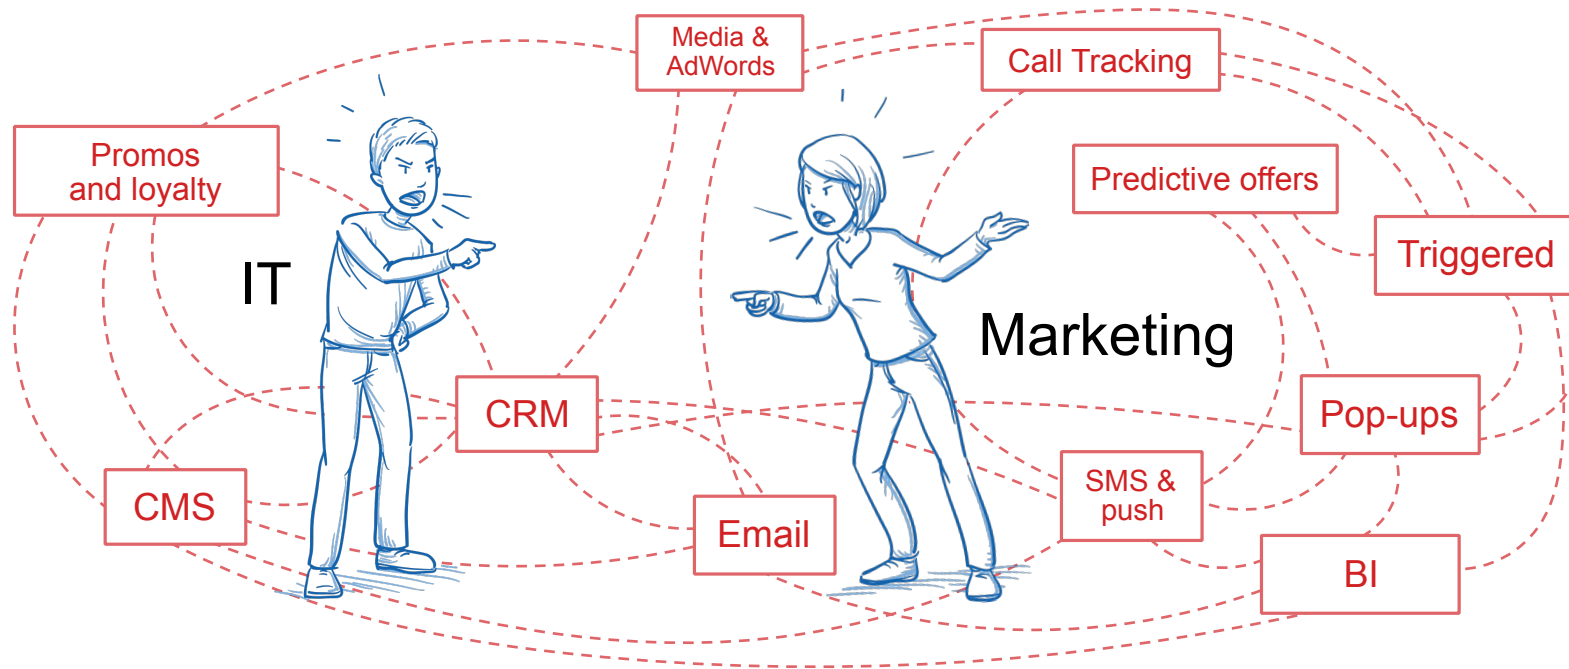 Media &
AdWords
Call Tracking
Promos
and loyalty
Predictive offers
IT
Triggered
Marketing
CRM
Pop-ups
CMS
SMS &
push
Email
BI